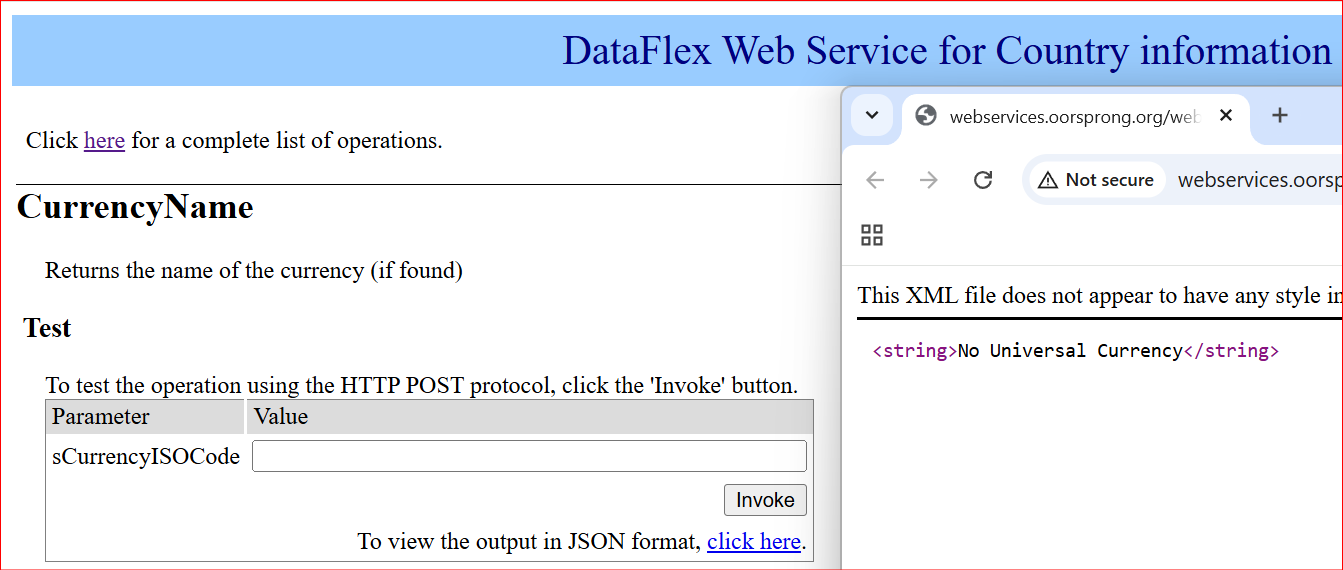 DataFlex Web Service for Country information
Click here for a complete list of operations.
CurrencyName
Returns the name of the currency (if found)
Test
To test the operation using the HTTP POST protocol, click the 'Invoke' button.
Parameter Value
sCurrencyISOCode
Invoke
To view the output in JSON format, click here.
webservices.oorsprong.org/web
Not secure webservices.oorsp
This XML file does not appear to have any style in
<string>No Universal Currency</string>